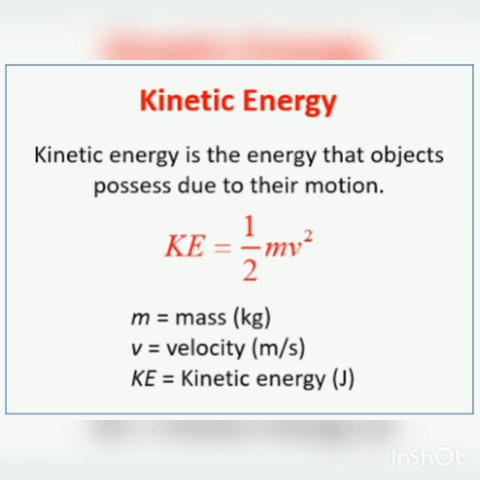 Kinetic Energy
Kinetic energy is the energy that objects
possess due to their motion.
KE = 1/2 mv²
m = mass (kg)
v = velocity (m/s)
KE = Kinetic energy (J)
InShOt